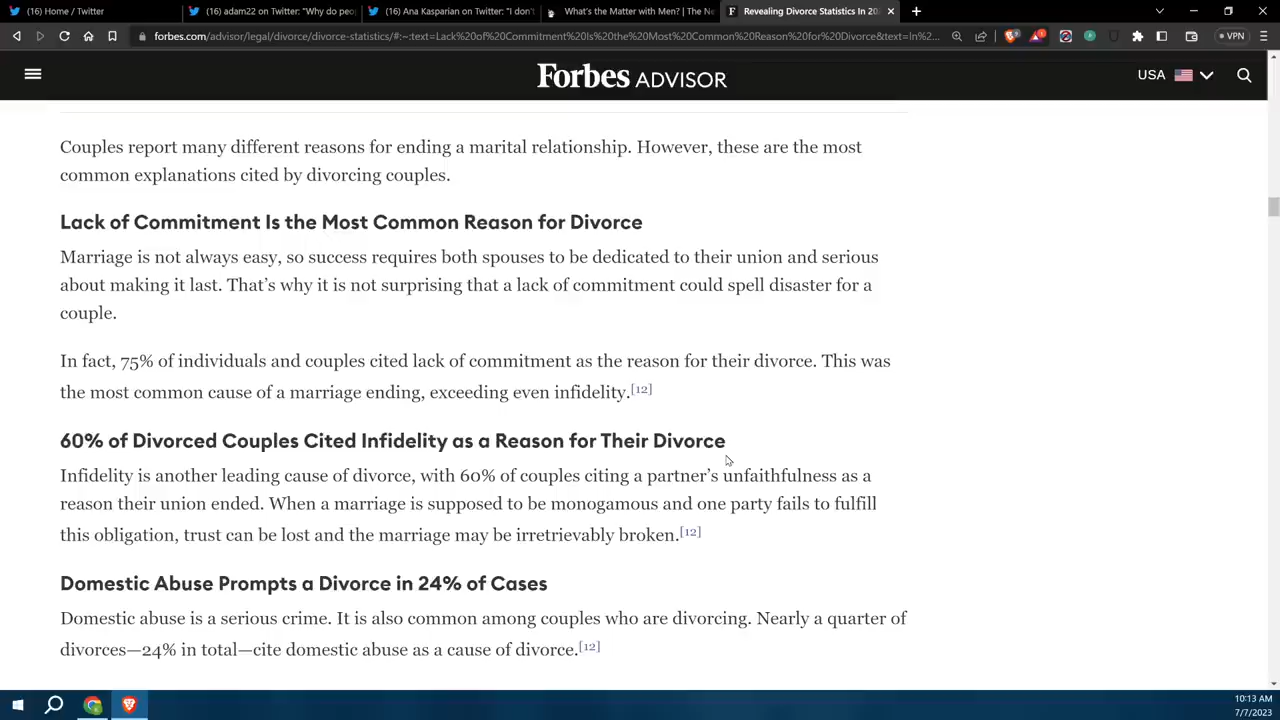 (16) Home / Twitter
(16) adam22 on Twitter: "Why do peo
(16) Ana Kasparian on Twitter: "I don't
What's the Matter with Men? | The Ne
Revealing Divorce Statistics In 20
forbes.com/advisor/legal/divorce/divorce-statistics/#:~:text=Lack%20of%20Commitment%20Is%20the%20Most%20Common%20Reason%20for%20Divorce&text=In%2...
VPN
Forbes ADVISOR
USA
Couples report many different reasons for ending a marital relationship. However, these are the most
common explanations cited by divorcing couples.
Lack of Commitment Is the Most Common Reason for Divorce
Marriage is not always easy, so success requires both spouses to be dedicated to their union and serious
about making it last. That's why it is not surprising that a lack of commitment could spell disaster for a
couple.
In fact, 75% of individuals and couples cited lack of commitment as the reason for their divorce. This was
the most common cause of a marriage ending, exceeding even infidelity.[12]
60% of Divorced Couples Cited Infidelity as a Reason for Their Divorce
Infidelity is another leading cause of divorce, with 60% of couples citing a partner's unfaithfulness as a
reason their union ended. When a marriage is supposed to be monogamous and one party fails to fulfill
this obligation, trust can be lost and the marriage may be irretrievably broken.[12]
Domestic Abuse Prompts a Divorce in 24% of Cases
Domestic abuse is a serious crime. It is also common among couples who are divorcing. Nearly a quarter of
divorces—24% in total—cite domestic abuse as a cause of divorce.[12]
10:13 AM
7/7/2023